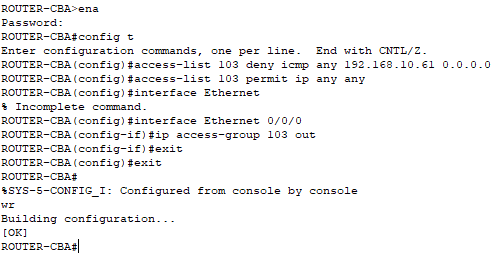 ROUTER-CBA>ena
Password:
ROUTER-CBA#config t
Enter configuration commands, one per line.  End with CNTL/Z.
ROUTER-CBA(config)#access-list 103 deny icmp any 192.168.10.61 0.0.0.0
ROUTER-CBA(config)#access-list 103 permit ip any any
ROUTER-CBA(config)#interface Ethernet
% Incomplete command.
ROUTER-CBA(config)#interface Ethernet 0/0/0
ROUTER-CBA(config-if)#ip access-group 103 out
ROUTER-CBA(config-if)#exit
ROUTER-CBA(config)#exit
ROUTER-CBA#
%SYS-5-CONFIG_I: Configured from console by console
wr
Building configuration...
[OK]
ROUTER-CBA#